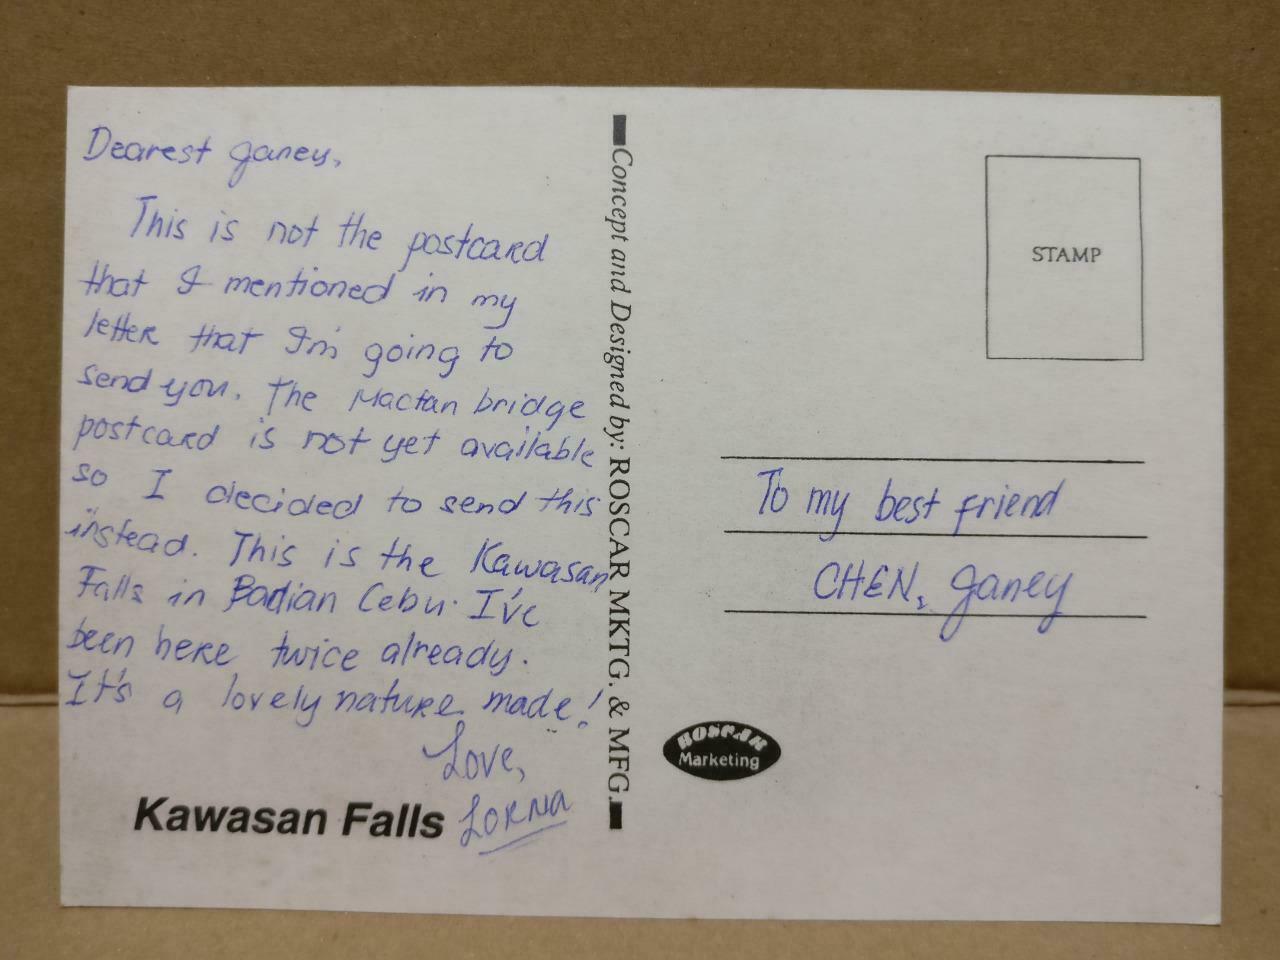 Dearest Janey,
This is not the postcard
that I mentioned in my
letter that I'm going to
send you. The Mactan bridge
postcard is not yet available
so I decided to send this
instead. This is the Kawasan
Falls in Badian Cebu. I've
been here twice already.
It's a lovely nature made!
Love,
Lorna
Kawasan Falls
Concept and Designed by: ROSCAR MKTG. & MFG.
STAMP
To my best friend
CHEN, Janey
ROSCAR
Marketing